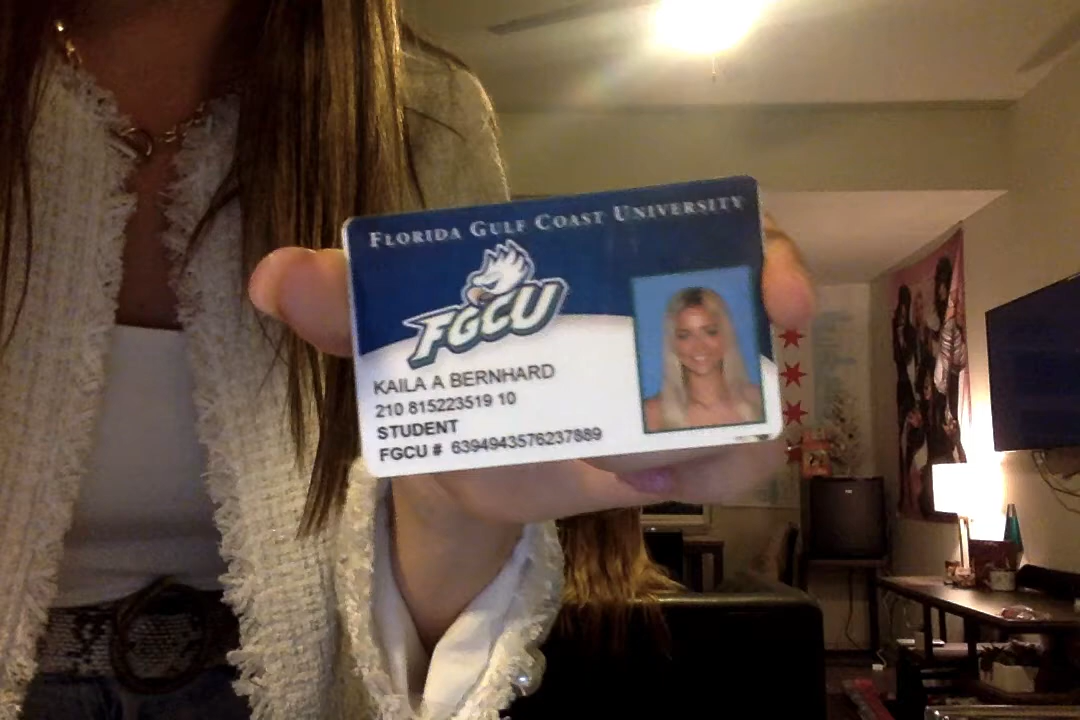 FLORIDA GULF COAST UNIVERSITY
FGCU
KAILA A BERNHARD
210 815223519 10
STUDENT
FGCU # 6394943576237889